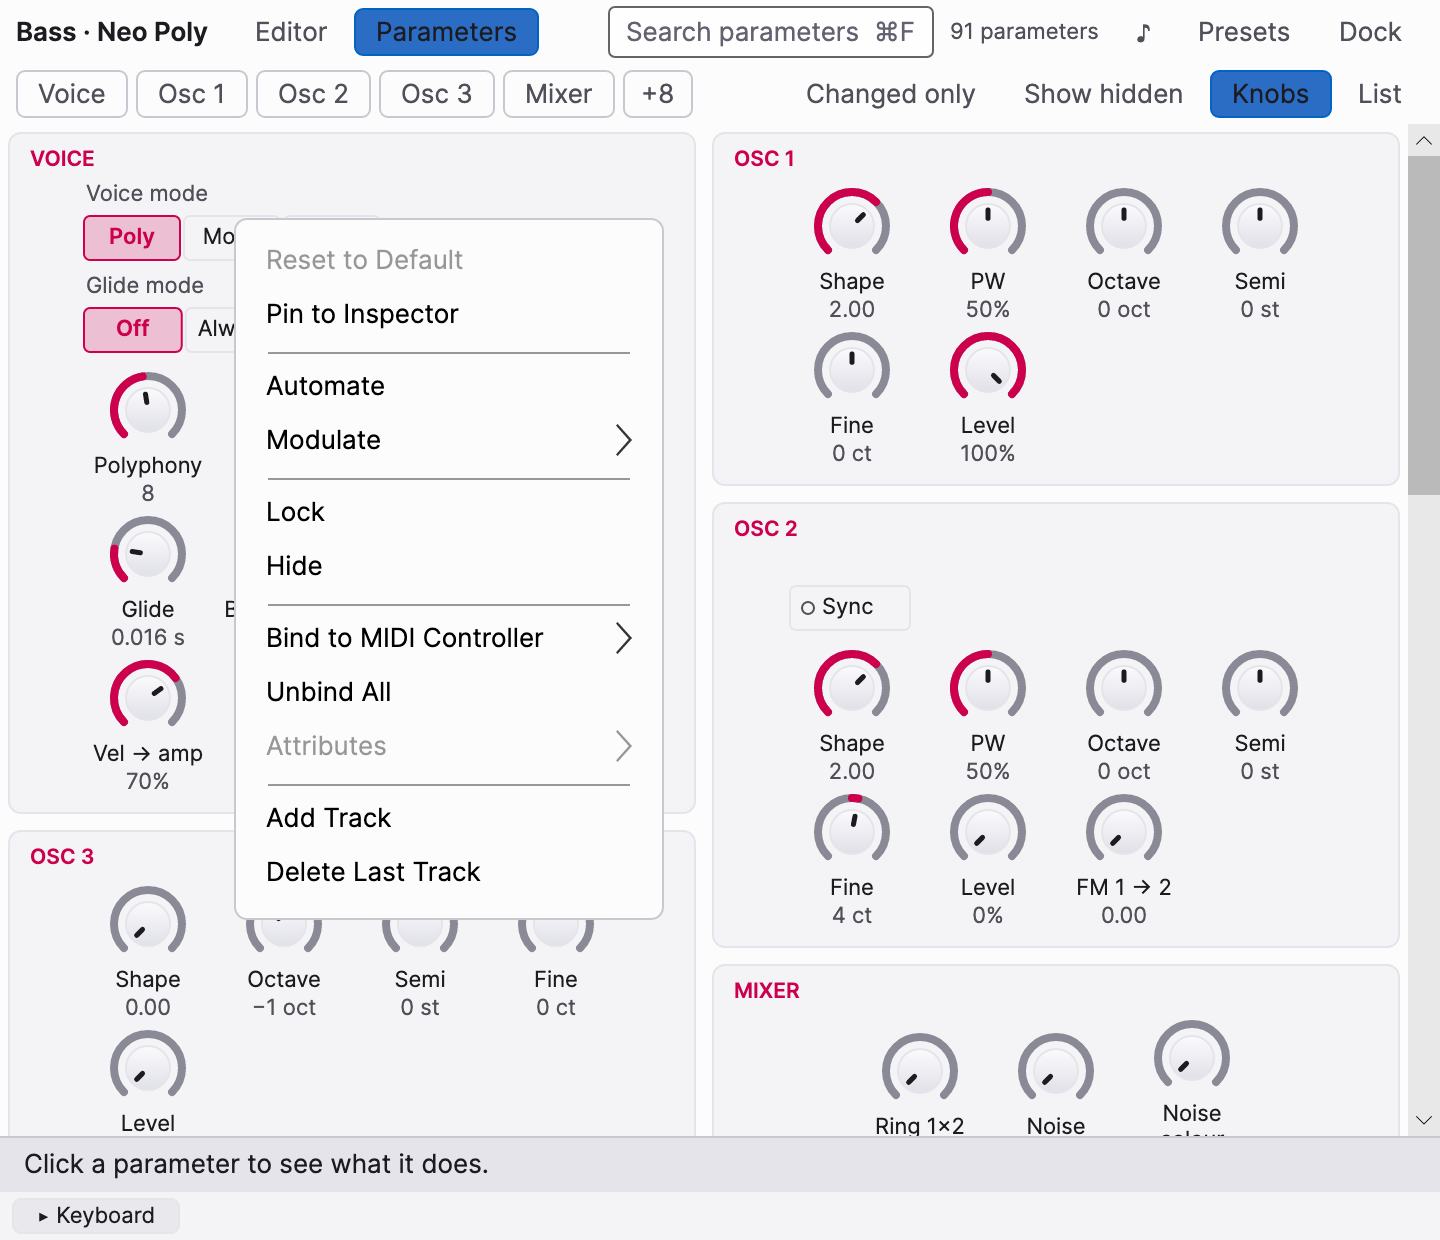 Bass · Neo Poly Editor Parameters Search parameters ⌘F 91 parameters ♪ Presets Dock
Voice Osc 1 Osc 2 Osc 3 Mixer +8 Changed only Show hidden Knobs List
VOICE
Voice mode
Poly
Glide mode
Off
Polyphony
8
Glide
0.016 s
Vel → amp
70%
Reset to Default
Pin to Inspector
Automate
Modulate
Lock
Hide
Bind to MIDI Controller
Unbind All
Attributes
Add Track
Delete Last Track
OSC 1
Shape PW Octave Semi
2.00 50% 0 oct 0 st
Fine Level
0 ct 100%
OSC 2
Sync
Shape PW Octave Semi
2.00 50% 0 oct 0 st
Fine Level FM 1 → 2
4 ct 0% 0.00
OSC 3
Shape Octave Semi Fine
0.00 −1 oct 0 st 0 ct
Level
MIXER
Ring 1×2 Noise Noise
Click a parameter to see what it does.
▸ Keyboard